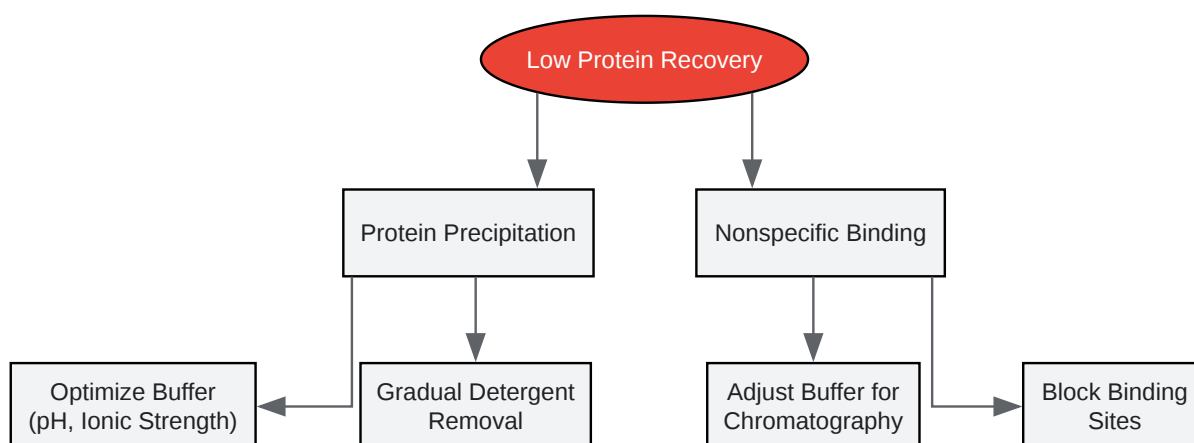 Low Protein Recovery
Protein Precipitation
Nonspecific Binding
Optimize Buffer
(pH, Ionic Strength)
Gradual Detergent
Removal
Adjust Buffer for
Chromatography
Block Binding
Sites